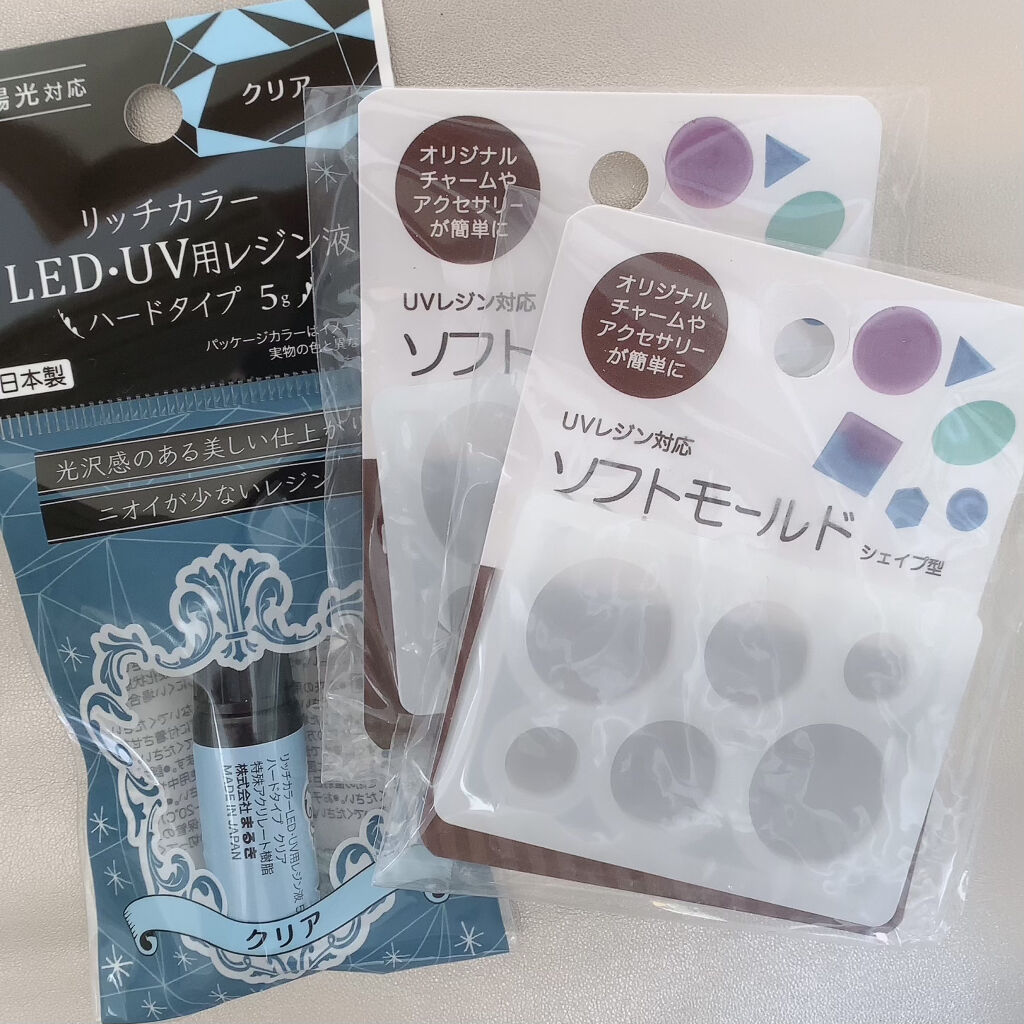 陽光対応
クリア
リッチカラー
LED・UV用レジン液
ハードタイプ 5g
パッケージカラーはイメー
実物の色と異な
日本製
光沢感のある美しい仕上がり
ニオイが少ないレジン
リッチカラーLED・UV用レジン液 5
ハードタイプ クリア
特殊アクリレート樹脂
株式会社まるき
MADE IN JAPAN
クリア
オリジナル
チャームや
アクセサリー
が簡単に
UVレジン対応
ソフト
オリジナル
チャームや
アクセサリー
が簡単に
UVレジン対応
ソフトモールド
シェイプ型